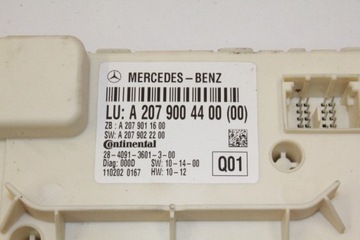 MERCEDES-BENZ
LU: A 207 900 44 00 (00)
ZB: A 207 901 16 00
SW: A 207 902 22 00
Continental
28-4091-3601-3-00
Diag: 000D SW: 10-14-00
110202 0167 HW: 10-12
Q01